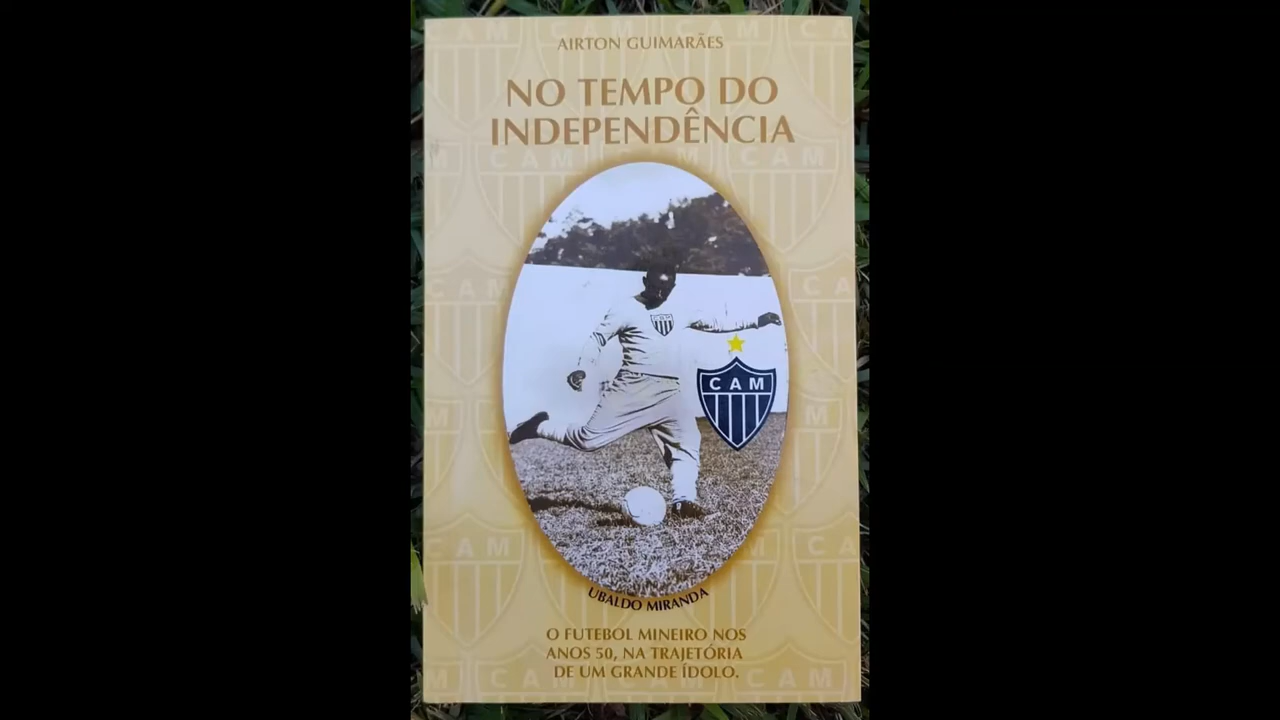 AIRTON GUIMARÃES
NO TEMPO DO
INDEPENDÊNCIA
CAM
UBALDO MIRANDA
O FUTEBOL MINEIRO NOS
ANOS 50, NA TRAJETÓRIA
DE UM GRANDE ÍDOLO.